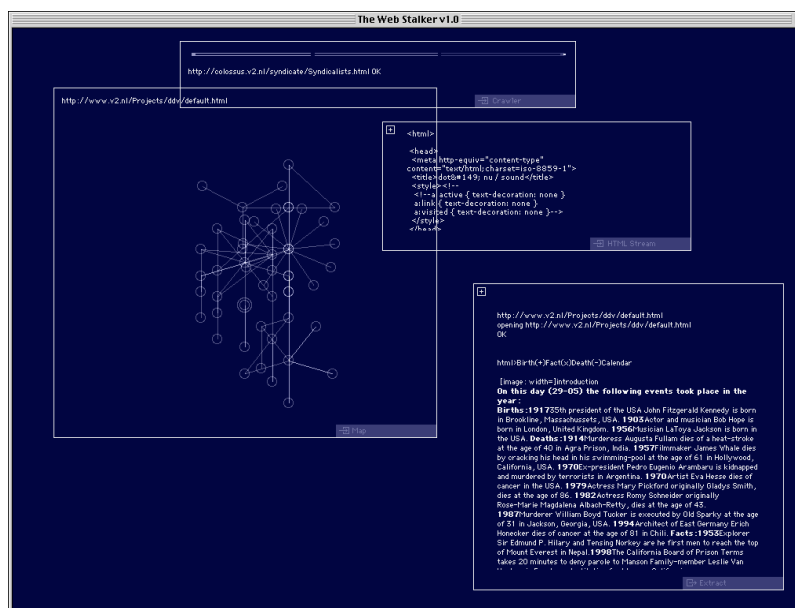 The Web Stalker v1.0
http://colossus.v2.nl/syndicate/Syndicalists.html OK
Crawler
http://www.v2.nl/Projects/ddv/default.html
Map
<html>
<head>
<meta http-equiv="content-type"
content="text/html;charset=iso-8859-1">
<title>dot&#149; nu / sound</title>
<style><!--
<!--a:active { text-decoration: none }
a:link { text-decoration: none }
a:visited { text-decoration: none }-->
</style>
</head>
HTML Stream
http://www.v2.nl/Projects/ddv/default.html
opening http://www.v2.nl/Projects/ddv/default.html
OK
html>Birth(+)Fact(x)Death(-)Calendar
[image: width=]introduction
On this day (29-05) the following events took place in the
year :
Births :191735th president of the USA John Fitzgerald Kennedy is born
in Brookline, Massachussets, USA. 1903Actor and musician Bob Hope is
born in London, United Kingdom. 1956Musician LaToya Jackson is born in
the USA. Deaths :1914Murderess Augusta Fullam dies of a heat-stroke
at the age of 40 in Agra Prison, India. 1957Filmmaker James Whale dies
by cracking his head in his swimming-pool at the age of 61 in Hollywood,
California, USA. 1970Ex-president Pedro Eugenio Arambaru is kidnapped
and murdered by terrorists in Argentina. 1970Artist Eva Hesse dies of
cancer in the USA. 1979Actress Mary Pickford originally Gladys Smith,
dies at the age of 86. 1982Actress Romy Schneider originally
Rose-Marie Magdalena Albach-Retty, dies at the age of 43.
1987Murderer William Boyd Tucker is executed by Old Sparky at the age
of 31 in Jackson, Georgia, USA. 1994Architect of East Germany Erich
Honecker dies of cancer at the age of 81 in Chili. Facts :1953Explorer
Sir Edmund P. Hilary and Tensing Norkey are he first men to reach the top
of Mount Everest in Nepal.1998The California Board of Prison Terms
takes 20 minutes to deny parole to Manson Family-member Leslie Van
Extract